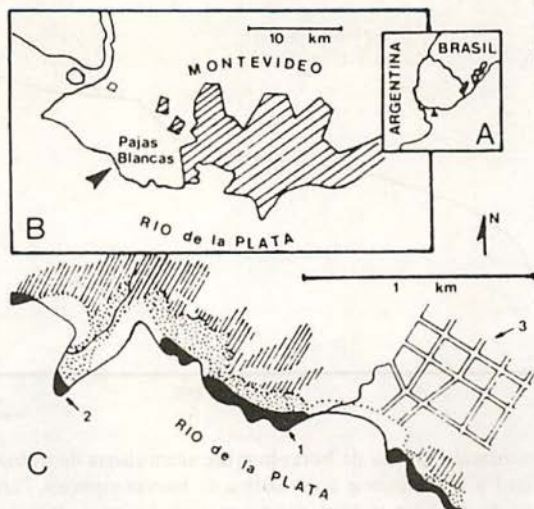 10 km
MONTEVIDEO
Pajas
Blancas
B
RIO de la PLATA
ARGENTINA
BRASIL
A
N
1 km
3
2
1
C
RIO de la PLATA